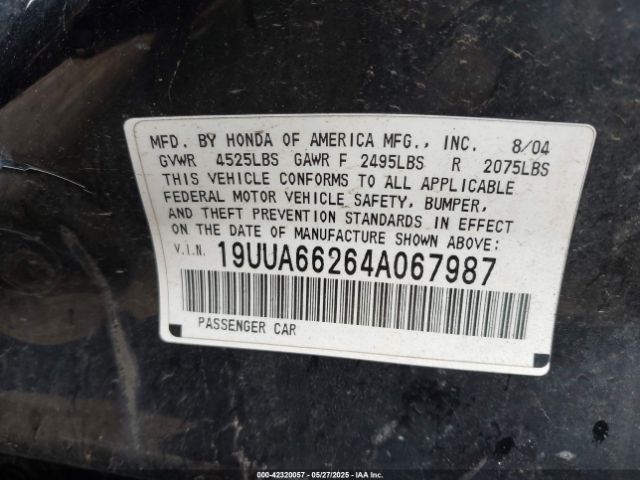 MFD. BY HONDA OF AMERICA MFG., INC. 8/04
GVWR 4525LBS GAWR F 2495LBS R 2075LBS
THIS VEHICLE CONFORMS TO ALL APPLICABLE
FEDERAL MOTOR VEHICLE SAFETY, BUMPER,
AND THEFT PREVENTION STANDARDS IN EFFECT
ON THE DATE OF MANUFACTURE SHOWN ABOVE:
V.I.N. 19UUA66264A067987
PASSENGER CAR
000-42320057 - 05/27/2025 - IAA Inc.